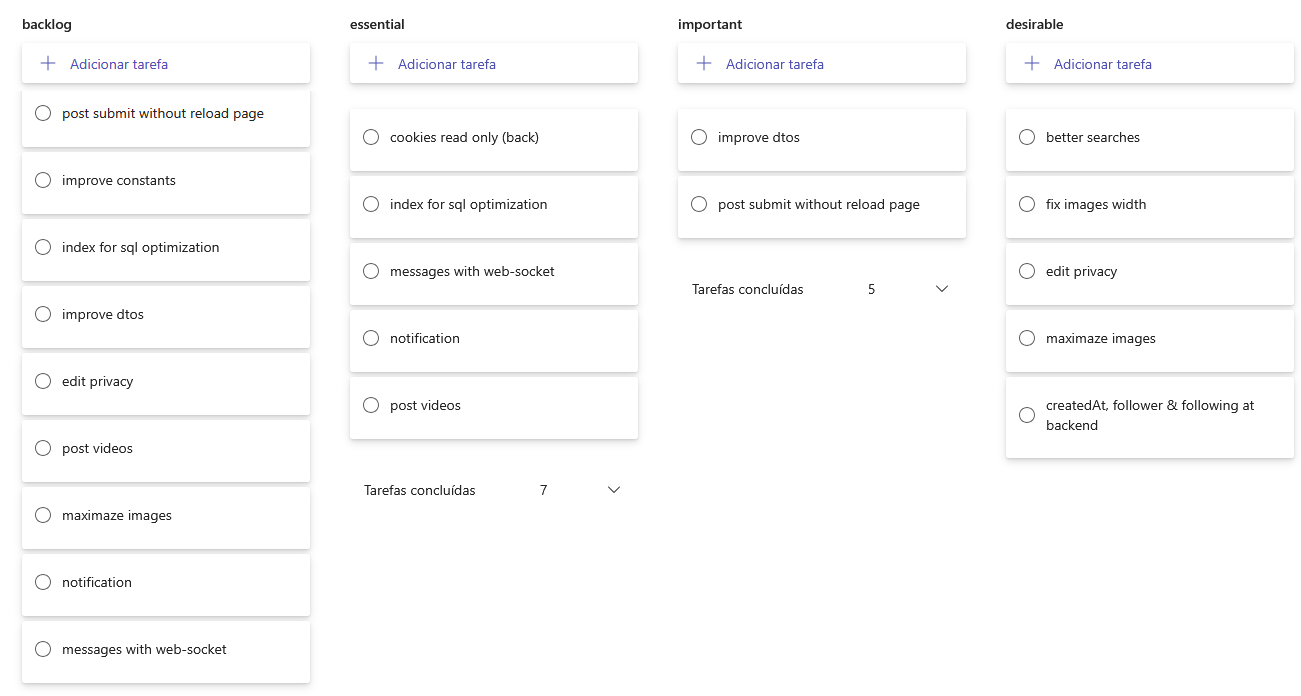 backlog
Adicionar tarefa
post submit without reload page
improve constants
index for sql optimization
improve dtos
edit privacy
post videos
maximaze images
notification
messages with web-socket
essential
Adicionar tarefa
cookies read only (back)
index for sql optimization
messages with web-socket
notification
post videos
Tarefas concluídas 7
important
Adicionar tarefa
improve dtos
post submit without reload page
Tarefas concluídas 5
desirable
Adicionar tarefa
better searches
fix images width
edit privacy
maximaze images
createdAt, follower & following at
backend